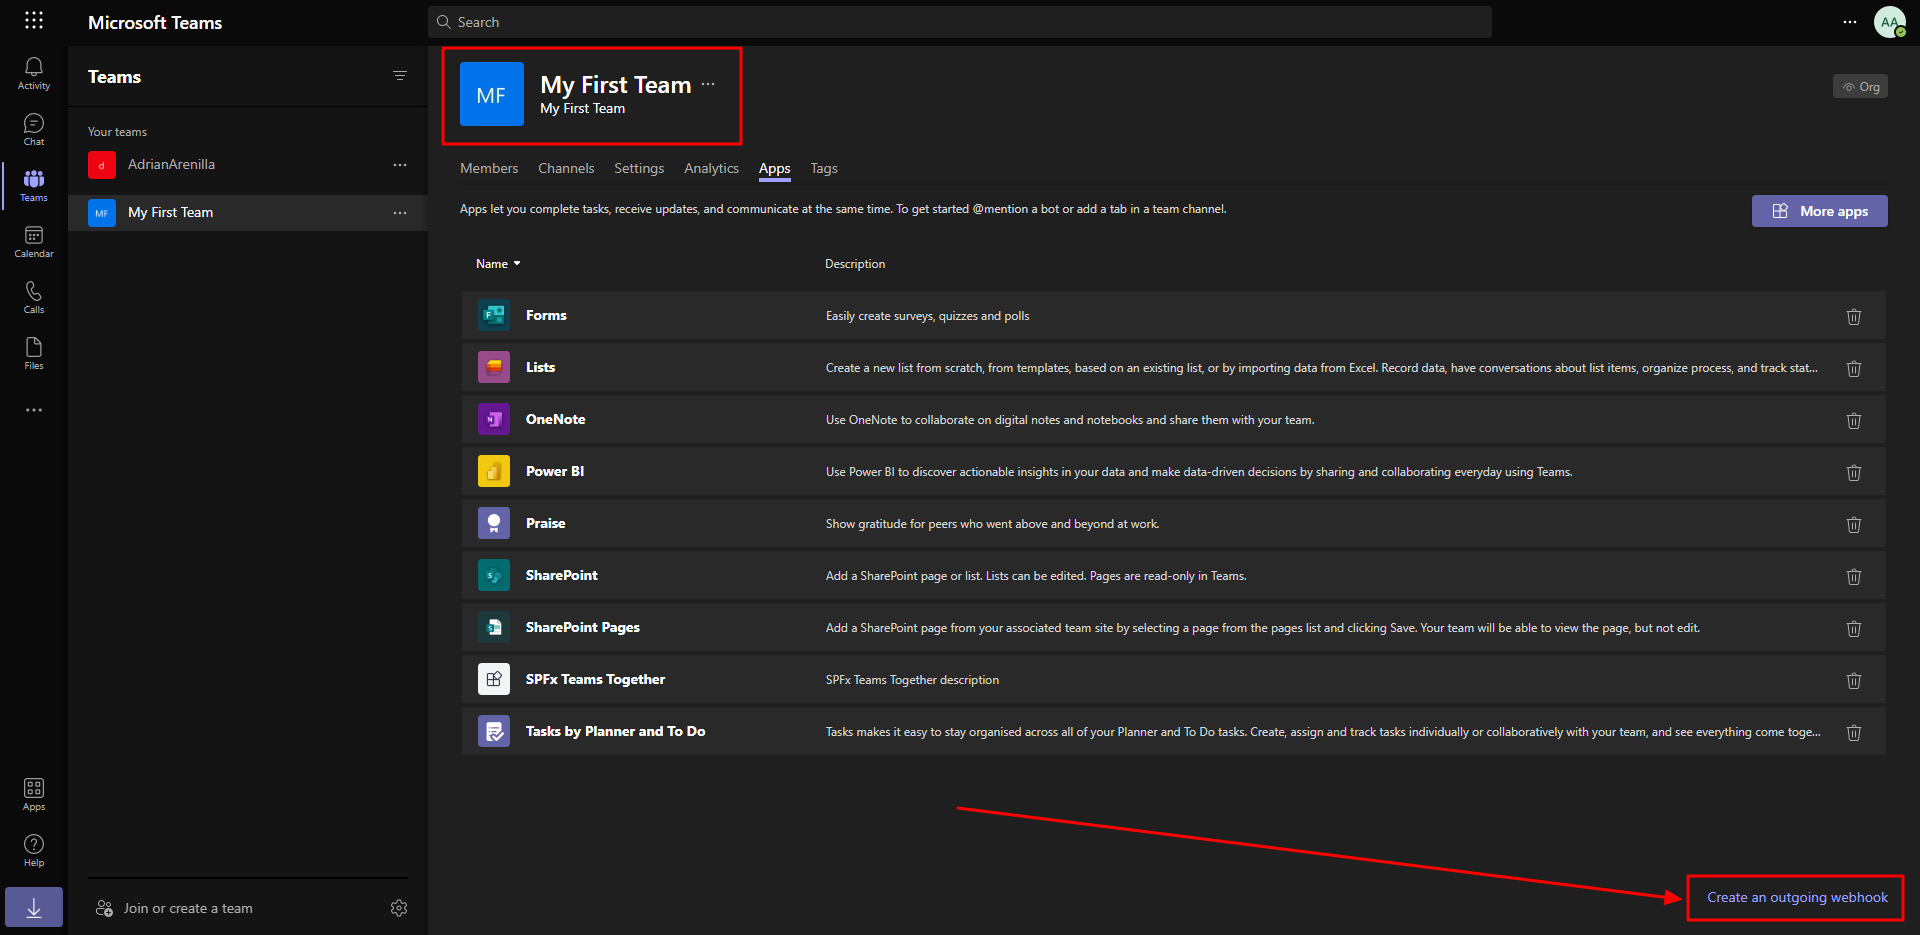 Microsoft Teams
Search
AA
Activity
Chat
Teams
Calendar
Calls
Files
Apps
Help
Teams
Your teams
d AdrianArenilla
MF My First Team
Join or create a team
MF
My First Team
My First Team
Org
Members Channels Settings Analytics Apps Tags
Apps let you complete tasks, receive updates, and communicate at the same time. To get started @mention a bot or add a tab in a team channel.
More apps
Name Description
Forms Easily create surveys, quizzes and polls
Lists Create a new list from scratch, from templates, based on an existing list, or by importing data from Excel. Record data, have conversations about list items, organize process, and track stat...
OneNote Use OneNote to collaborate on digital notes and notebooks and share them with your team.
Power BI Use Power BI to discover actionable insights in your data and make data-driven decisions by sharing and collaborating everyday using Teams.
Praise Show gratitude for peers who went above and beyond at work.
SharePoint Add a SharePoint page or list. Lists can be edited. Pages are read-only in Teams.
SharePoint Pages Add a SharePoint page from your associated team site by selecting a page from the pages list and clicking Save. Your team will be able to view the page, but not edit.
SPFx Teams Together SPFx Teams Together description
Tasks by Planner and To Do Tasks makes it easy to stay organised across all of your Planner and To Do tasks. Create, assign and track tasks individually or collaboratively with your team, and see everything come toge...
Create an outgoing webhook